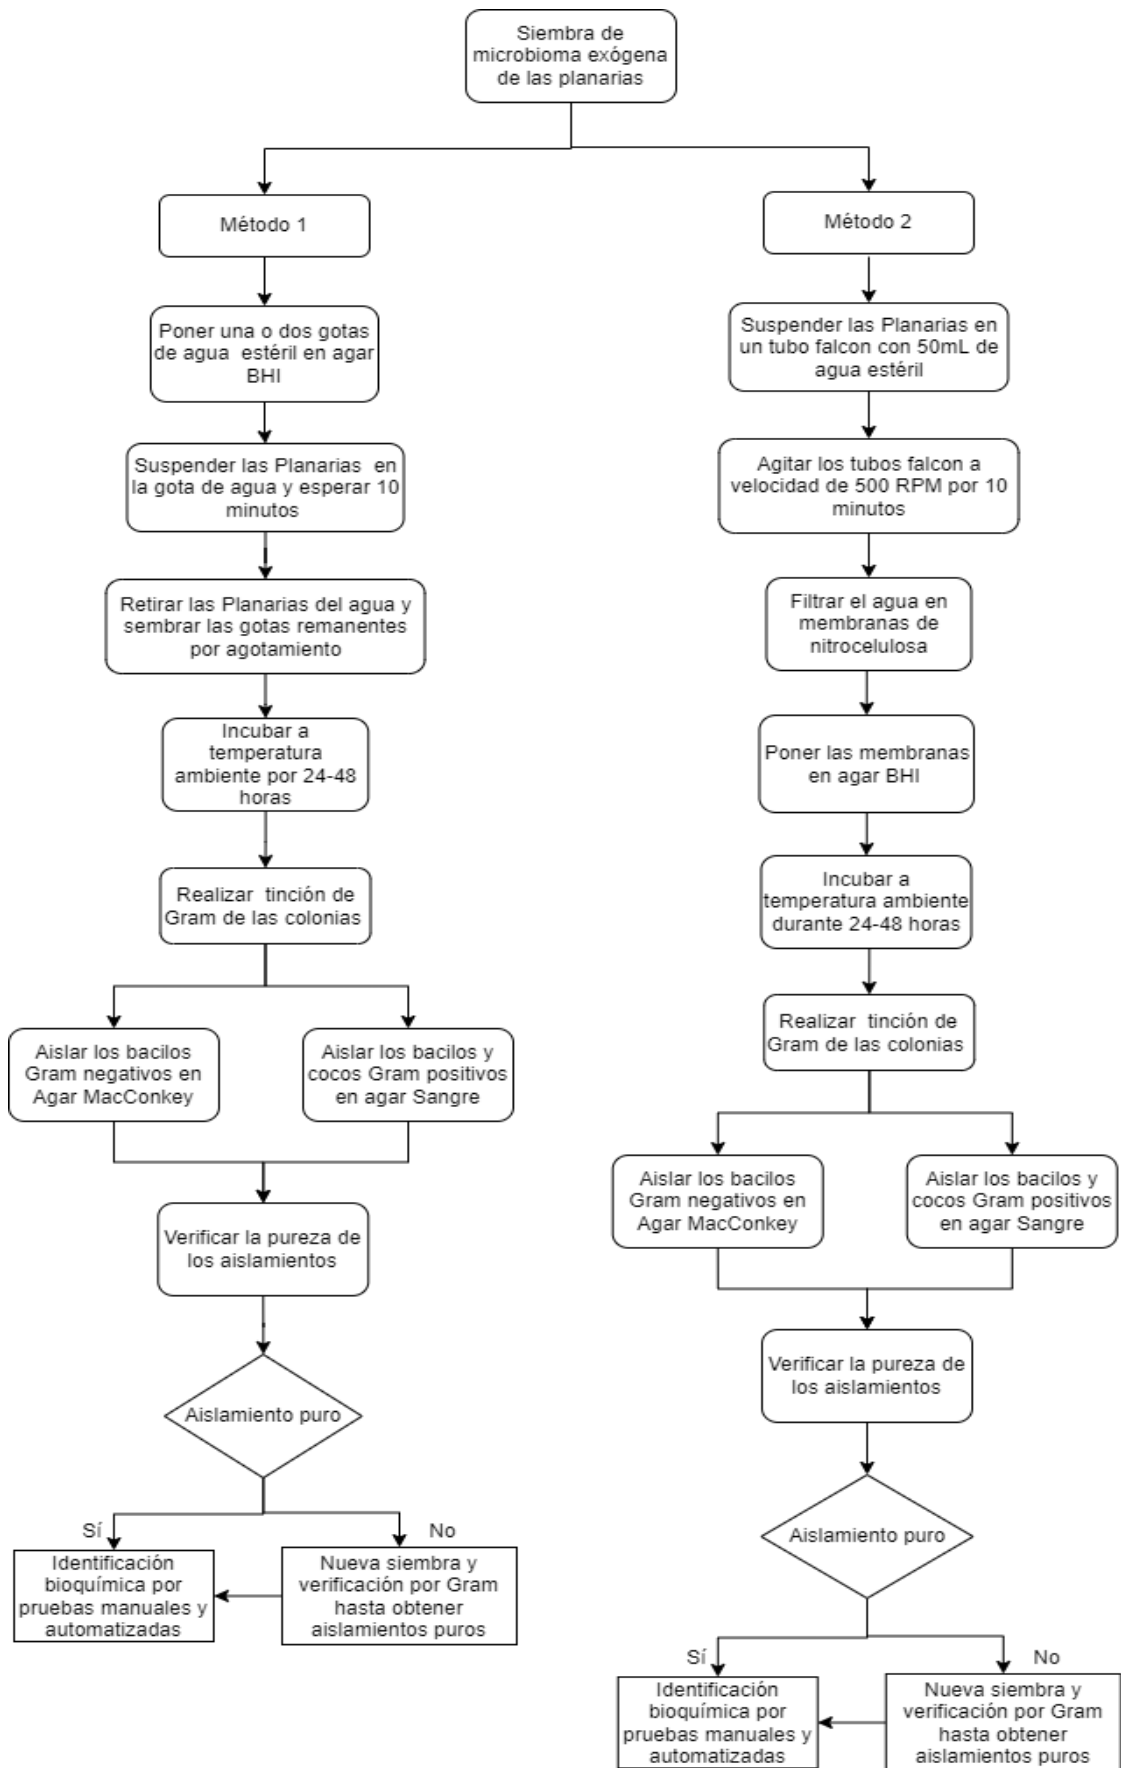 Siembra de
microbioma exógena
de las planarias
Método 1
Poner una o dos gotas
de agua estéril en agar
BHI
Suspender las Planarias en
la gota de agua y esperar 10
minutos
Retirar las Planarias del agua y
sembrar las gotas remanentes
por agotamiento
Incubar a
temperatura
ambiente por 24-48
horas
Realizar tinción de
Gram de las colonias
Aislar los bacilos
Gram negativos en
Agar MacConkey
Aislar los bacilos y
cocos Gram positivos
en agar Sangre
Verificar la pureza de
los aislamientos
Aislamiento puro
Sí
No
Identificación
bioquímica por
pruebas manuales y
automatizadas
Nueva siembra y
verificación por Gram
hasta obtener
aislamientos puros
Método 2
Suspender las Planarias en
un tubo falcon con 50mL de
agua estéril
Agitar los tubos falcon a
velocidad de 500 RPM por 10
minutos
Filtrar el agua en
membranas de
nitrocelulosa
Poner las membranas
en agar BHI
Incubar a
temperatura ambiente
durante 24-48 horas
Realizar tinción de
Gram de las colonias
Aislar los bacilos
Gram negativos en
Agar MacConkey
Aislar los bacilos y
cocos Gram positivos
en agar Sangre
Verificar la pureza de
los aislamientos
Aislamiento puro
Sí
No
Identificación
bioquímica por
pruebas manuales y
automatizadas
Nueva siembra y
verificación por Gram
hasta obtener
aislamientos puros